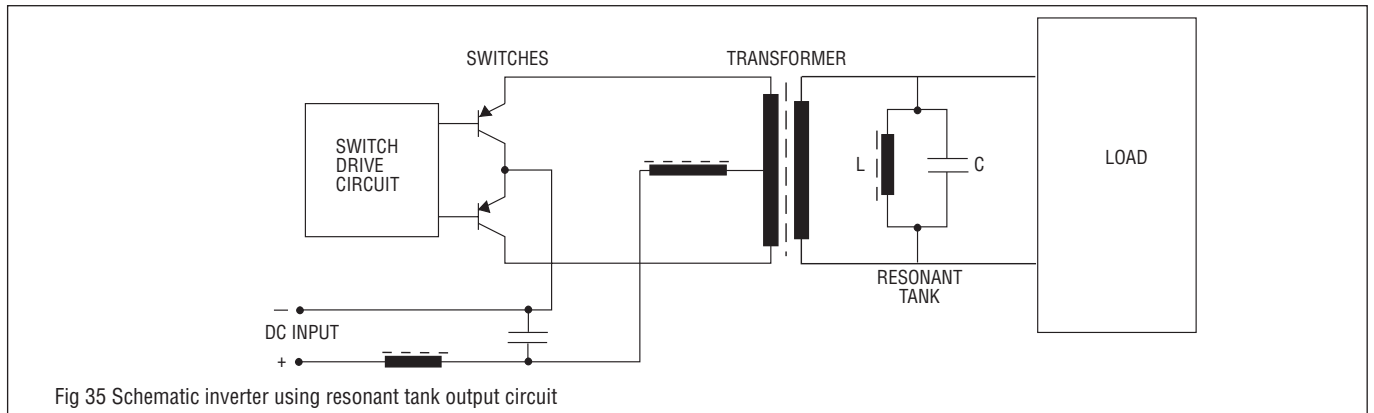 SWITCHES
TRANSFORMER
SWITCH
DRIVE
CIRCUIT
L
C
LOAD
RESONANT
TANK
—
DC INPUT
+
Fig 35 Schematic inverter using resonant tank output circuit